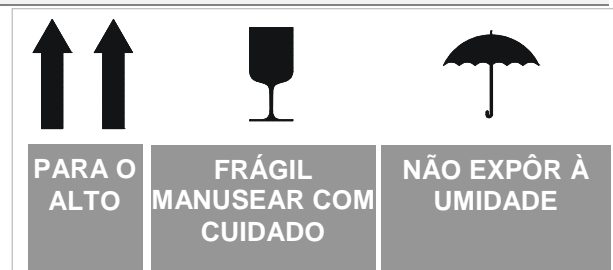 PARA O
ALTO
FRÁGIL
MANUSEAR COM
CUIDADO
NÃO EXPÔR À
UMIDADE